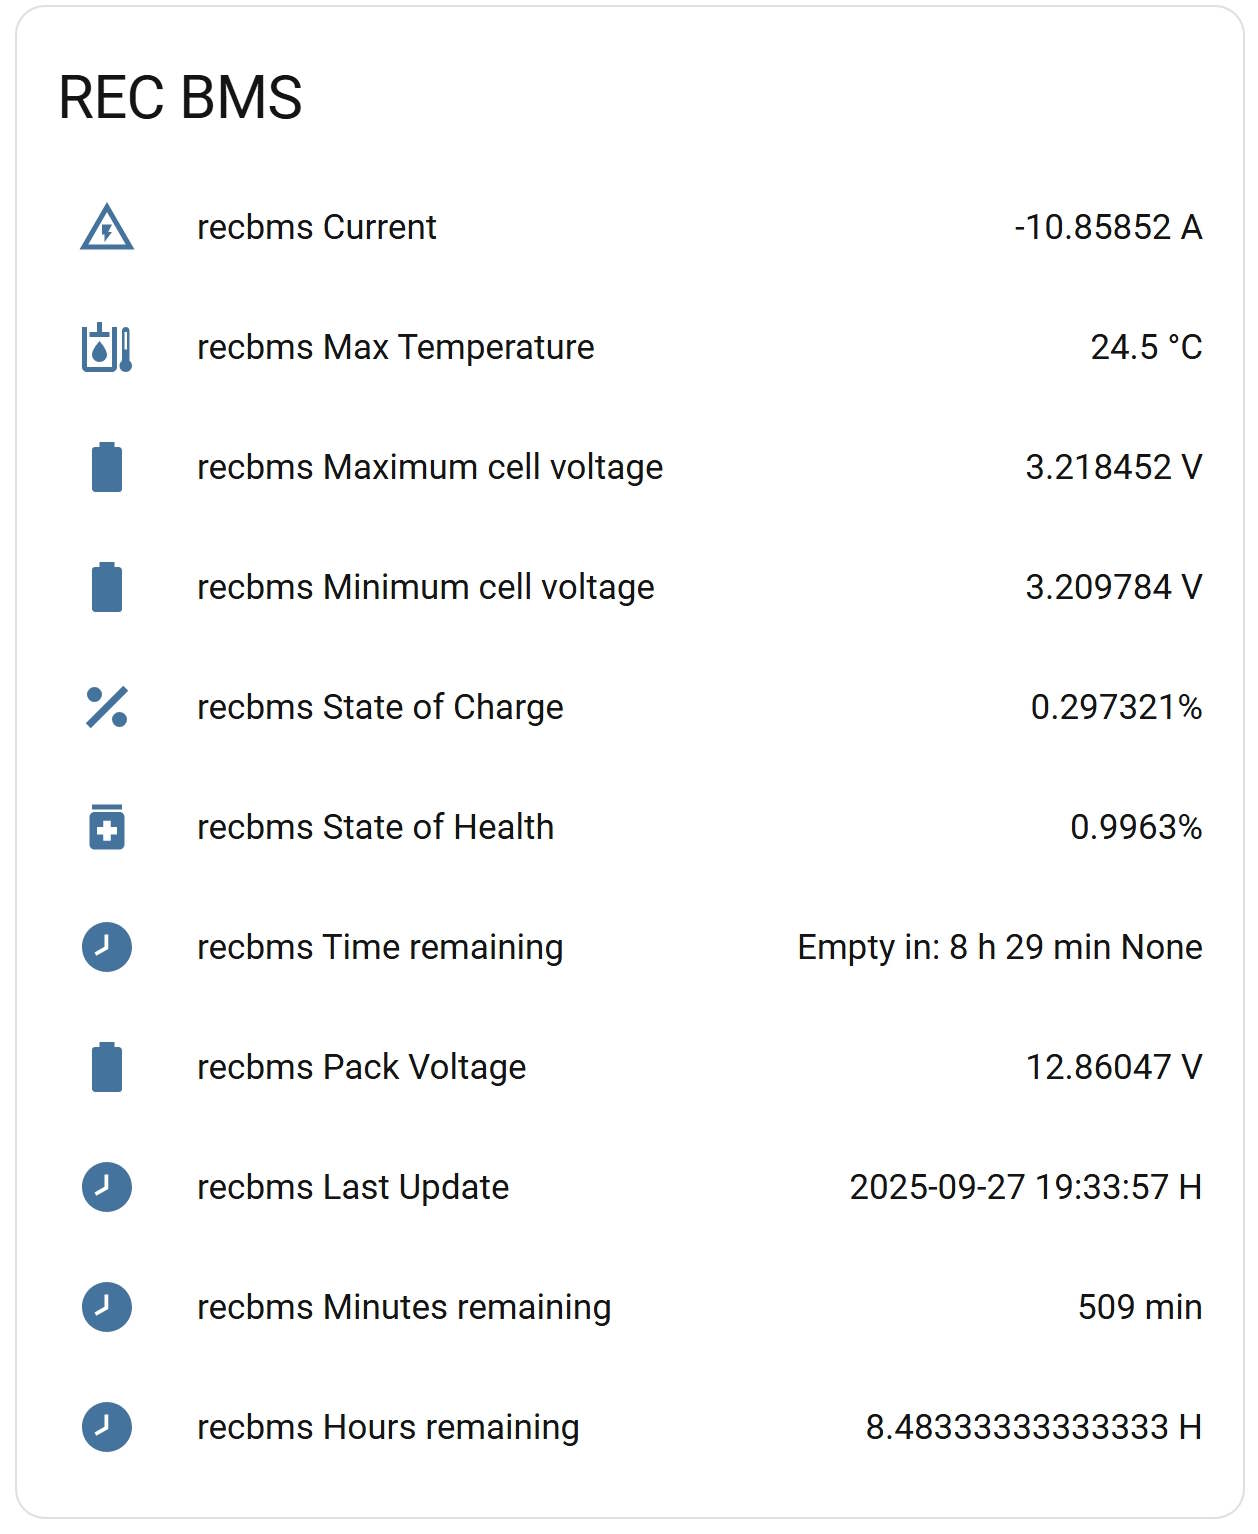 REC BMS
recbms Current -10.85852 A
recbms Max Temperature 24.5 °C
recbms Maximum cell voltage 3.218452 V
recbms Minimum cell voltage 3.209784 V
recbms State of Charge 0.297321%
recbms State of Health 0.9963%
recbms Time remaining Empty in: 8 h 29 min None
recbms Pack Voltage 12.86047 V
recbms Last Update 2025-09-27 19:33:57 H
recbms Minutes remaining 509 min
recbms Hours remaining 8.48333333333333 H